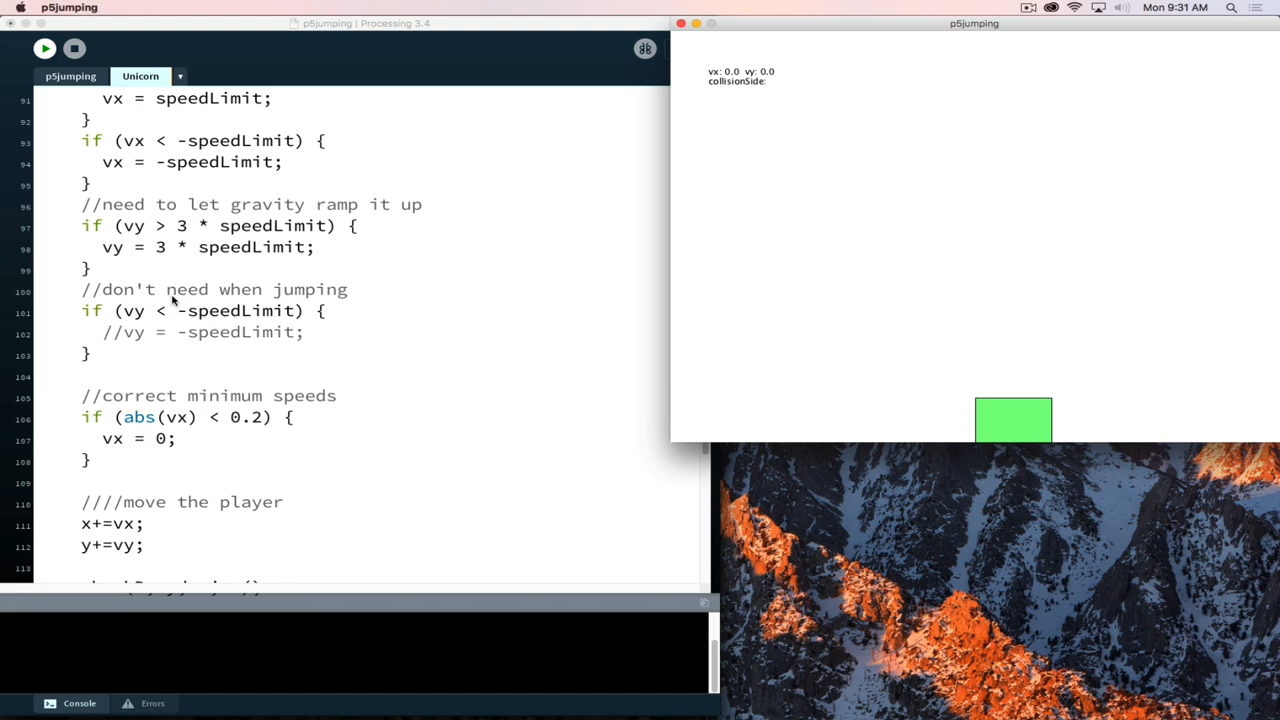 p5jumping
Mon 9:31 AM
p5jumping | Processing 3.4
p5jumping
p5jumping
Unicorn
vx: 0.0 vy: 0.0
collisionSide:
91 vx = speedLimit;
92 }
93 if (vx < -speedLimit) {
94 vx = -speedLimit;
95 }
96 //need to let gravity ramp it up
97 if (vy > 3 * speedLimit) {
98 vy = 3 * speedLimit;
99 }
100 //don't need when jumping
101 if (vy < -speedLimit) {
102 //vy = -speedLimit;
103 }
104
105 //correct minimum speeds
106 if (abs(vx) < 0.2) {
107 vx = 0;
108 }
109
110 ////move the player
111 x+=vx;
112 y+=vy;
113
Console
Errors